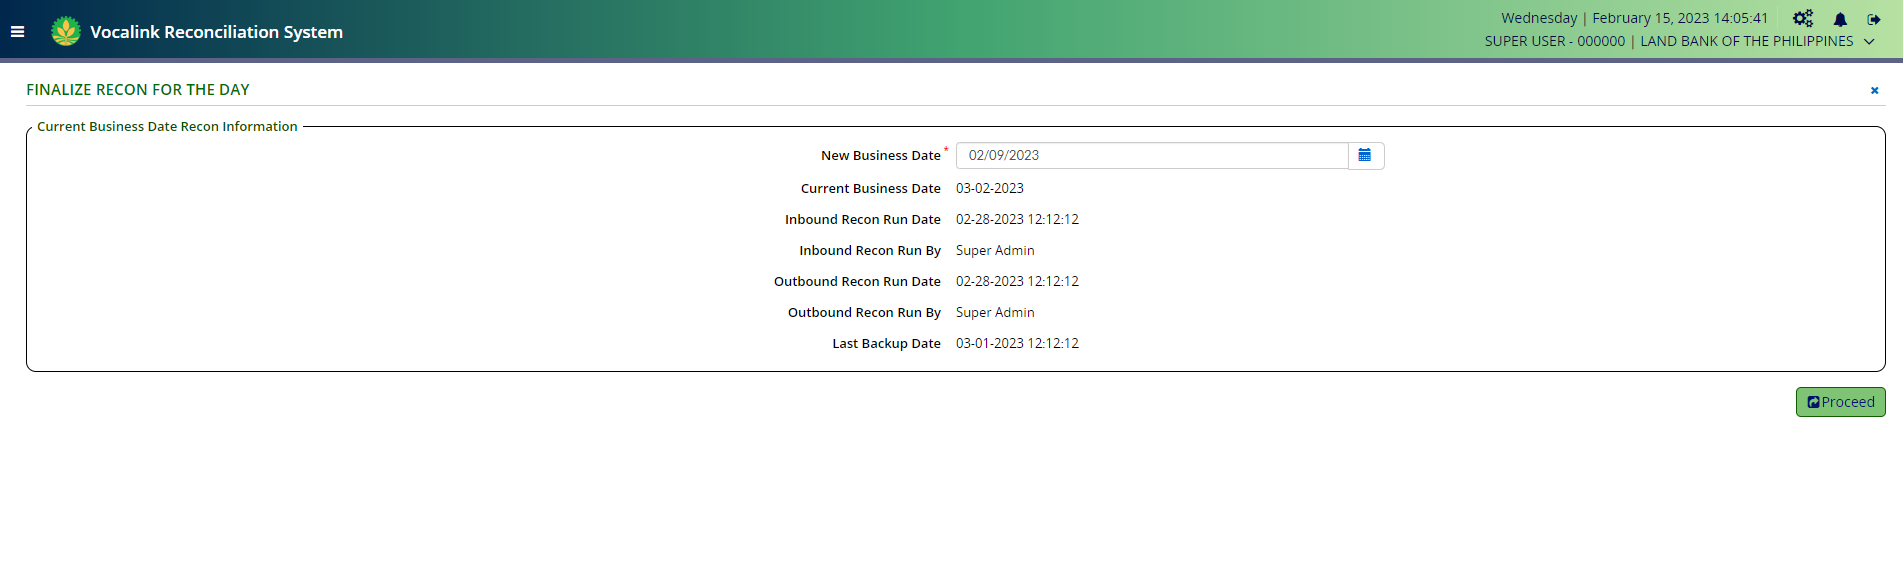 Vocalink Reconciliation System
Wednesday | February 15, 2023 14:05:41
SUPER USER - 000000 | LAND BANK OF THE PHILIPPINES
FINALIZE RECON FOR THE DAY
Current Business Date Recon Information
New Business Date * 02/09/2023
Current Business Date 03-02-2023
Inbound Recon Run Date 02-28-2023 12:12:12
Inbound Recon Run By Super Admin
Outbound Recon Run Date 02-28-2023 12:12:12
Outbound Recon Run By Super Admin
Last Backup Date 03-01-2023 12:12:12
Proceed